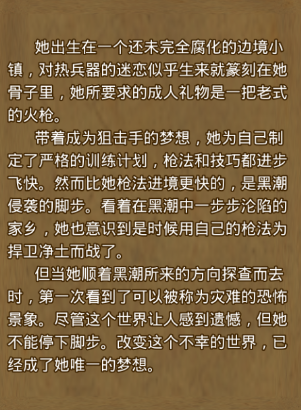 她出生在一个还未完全腐化的边境小
镇，对热兵器的迷恋似乎生来就篆刻在她
骨子里，她所要求的成人礼物是一把老式
的火枪。
带着成为狙击手的梦想，她为自己制
定了严格的训练计划，枪法和技巧都进步
飞快。然而比她枪法进境更快的，是黑潮
侵袭的脚步。看着在黑潮中一步步沦陷的
家乡，她也意识到是时候用自己的枪法为
捍卫净土而战了。
但当她顺着黑潮所来的方向探查而去
时，第一次看到了可以被称为灾难的恐怖
景象。尽管这个世界让人感到遗憾，但她
不能停下脚步。改变这个不幸的世界，已
经成了她唯一的梦想。